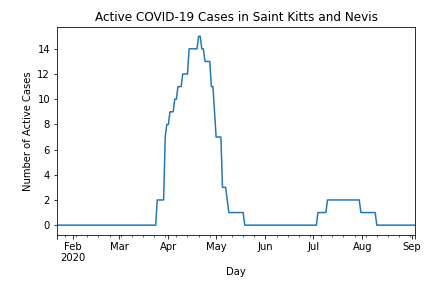 Active COVID-19 Cases in Saint Kitts and Nevis
Number of Active Cases
14
12
10
8
6
4
2
0
Feb Mar Apr May Jun Jul Aug Sep
2020
Day